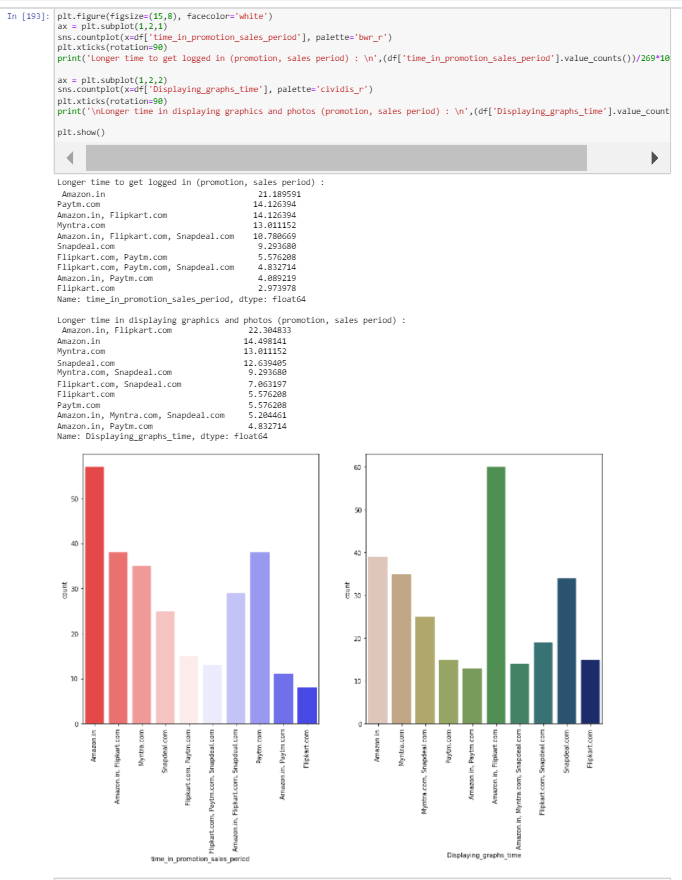 In [193]:
plt.figure(figsize=(15,8), facecolor='white')
ax = plt.subplot(1,2,1)
sns.countplot(x=df['time_in_promotion_sales_period'], palette='bwr_r')
plt.xticks(rotation=90)
print('Longer time to get logged in (promotion, sales period) : \n',(df['time_in_promotion_sales_period'].value_counts())/269*10
ax = plt.subplot(1,2,2)
sns.countplot(x=df['Displaying_graphs_time'], palette='cividis_r')
plt.xticks(rotation=90)
print('\nLonger time in displaying graphics and photos (promotion, sales period) : \n',(df['Displaying_graphs_time'].value_count
plt.show()
Longer time to get logged in (promotion, sales period) :
Amazon.in 21.189591
Paytm.com 14.126394
Amazon.in, Flipkart.com 14.126394
Myntra.com 13.011152
Amazon.in, Flipkart.com, Snapdeal.com 10.780669
Snapdeal.com 9.293680
Flipkart.com, Paytm.com 5.576208
Flipkart.com, Paytm.com, Snapdeal.com 4.832714
Amazon.in, Paytm.com 4.089219
Flipkart.com 2.973978
Name: time_in_promotion_sales_period, dtype: float64
Longer time in displaying graphics and photos (promotion, sales period) :
Amazon.in, Flipkart.com 22.304833
Amazon.in 14.498141
Myntra.com 13.011152
Snapdeal.com 12.639405
Myntra.com, Snapdeal.com 9.293680
Flipkart.com, Snapdeal.com 7.063197
Flipkart.com 5.576208
Paytm.com 5.576208
Amazon.in, Myntra.com, Snapdeal.com 5.204461
Amazon.in, Paytm.com 4.832714
Name: Displaying_graphs_time, dtype: float64
50
40
30
20
10
0
count
Amazon.in
Amazon.in, Flipkart.com
Myntra.com
Snapdeal.com
Flipkart.com, Paytm.com
Flipkart.com, Paytm.com, Snapdeal.com
Amazon.in, Flipkart.com, Snapdeal.com
Paytm.com
Amazon.in, Paytm.com
Flipkart.com
time_in_promotion_sales_period
60
50
40
30
20
10
0
count
Amazon.in
Myntra.com
Myntra.com, Snapdeal.com
Paytm.com
Amazon.in, Paytm.com
Amazon.in, Flipkart.com
Amazon.in, Myntra.com, Snapdeal.com
Flipkart.com, Snapdeal.com
Snapdeal.com
Flipkart.com
Displaying_graphs_time